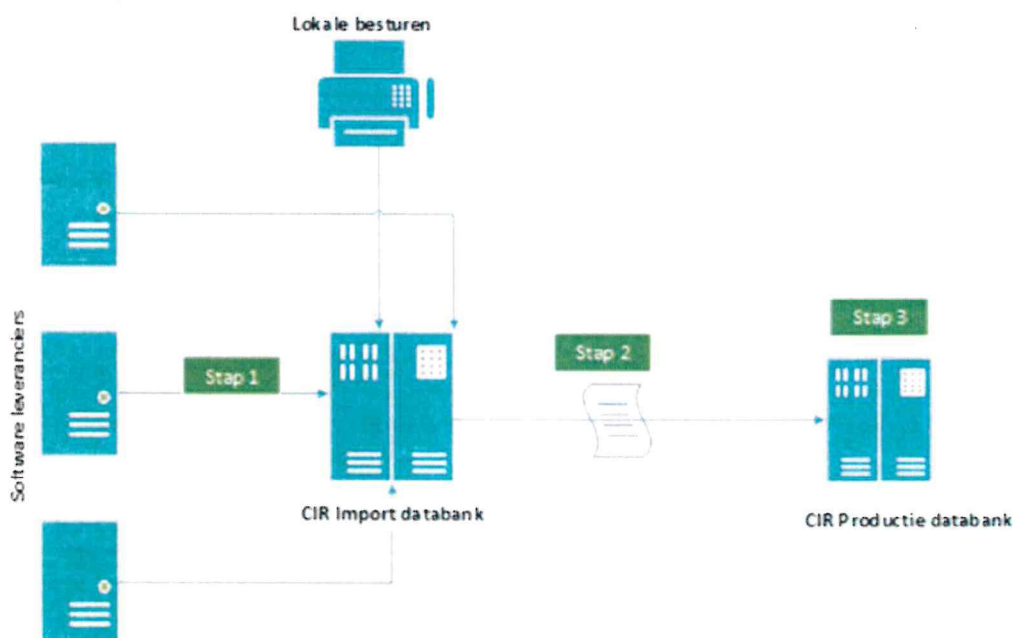 Lokale besturen
Software leveranciers
Stap 1
Stap 2
Stap 3
CIR Import databank
CIR Productie databank